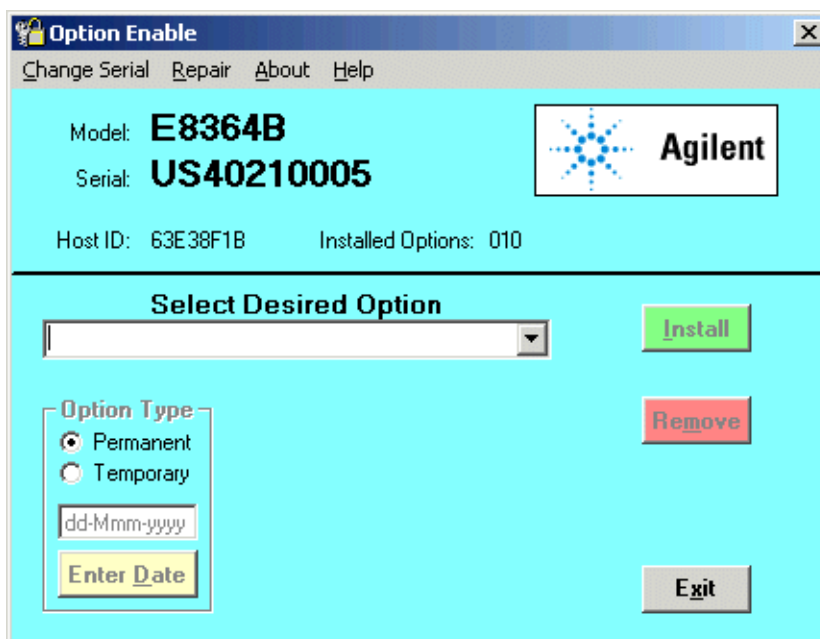 Option Enable
Change Serial Repair About Help
Model: E8364B
Agilent
Serial: US40210005
Host ID: 63E38F1B Installed Options: 010
Select Desired Option
Install
Option Type
Remove
Permanent
Temporary
dd-Mmm-yyyy
Enter Date
Exit